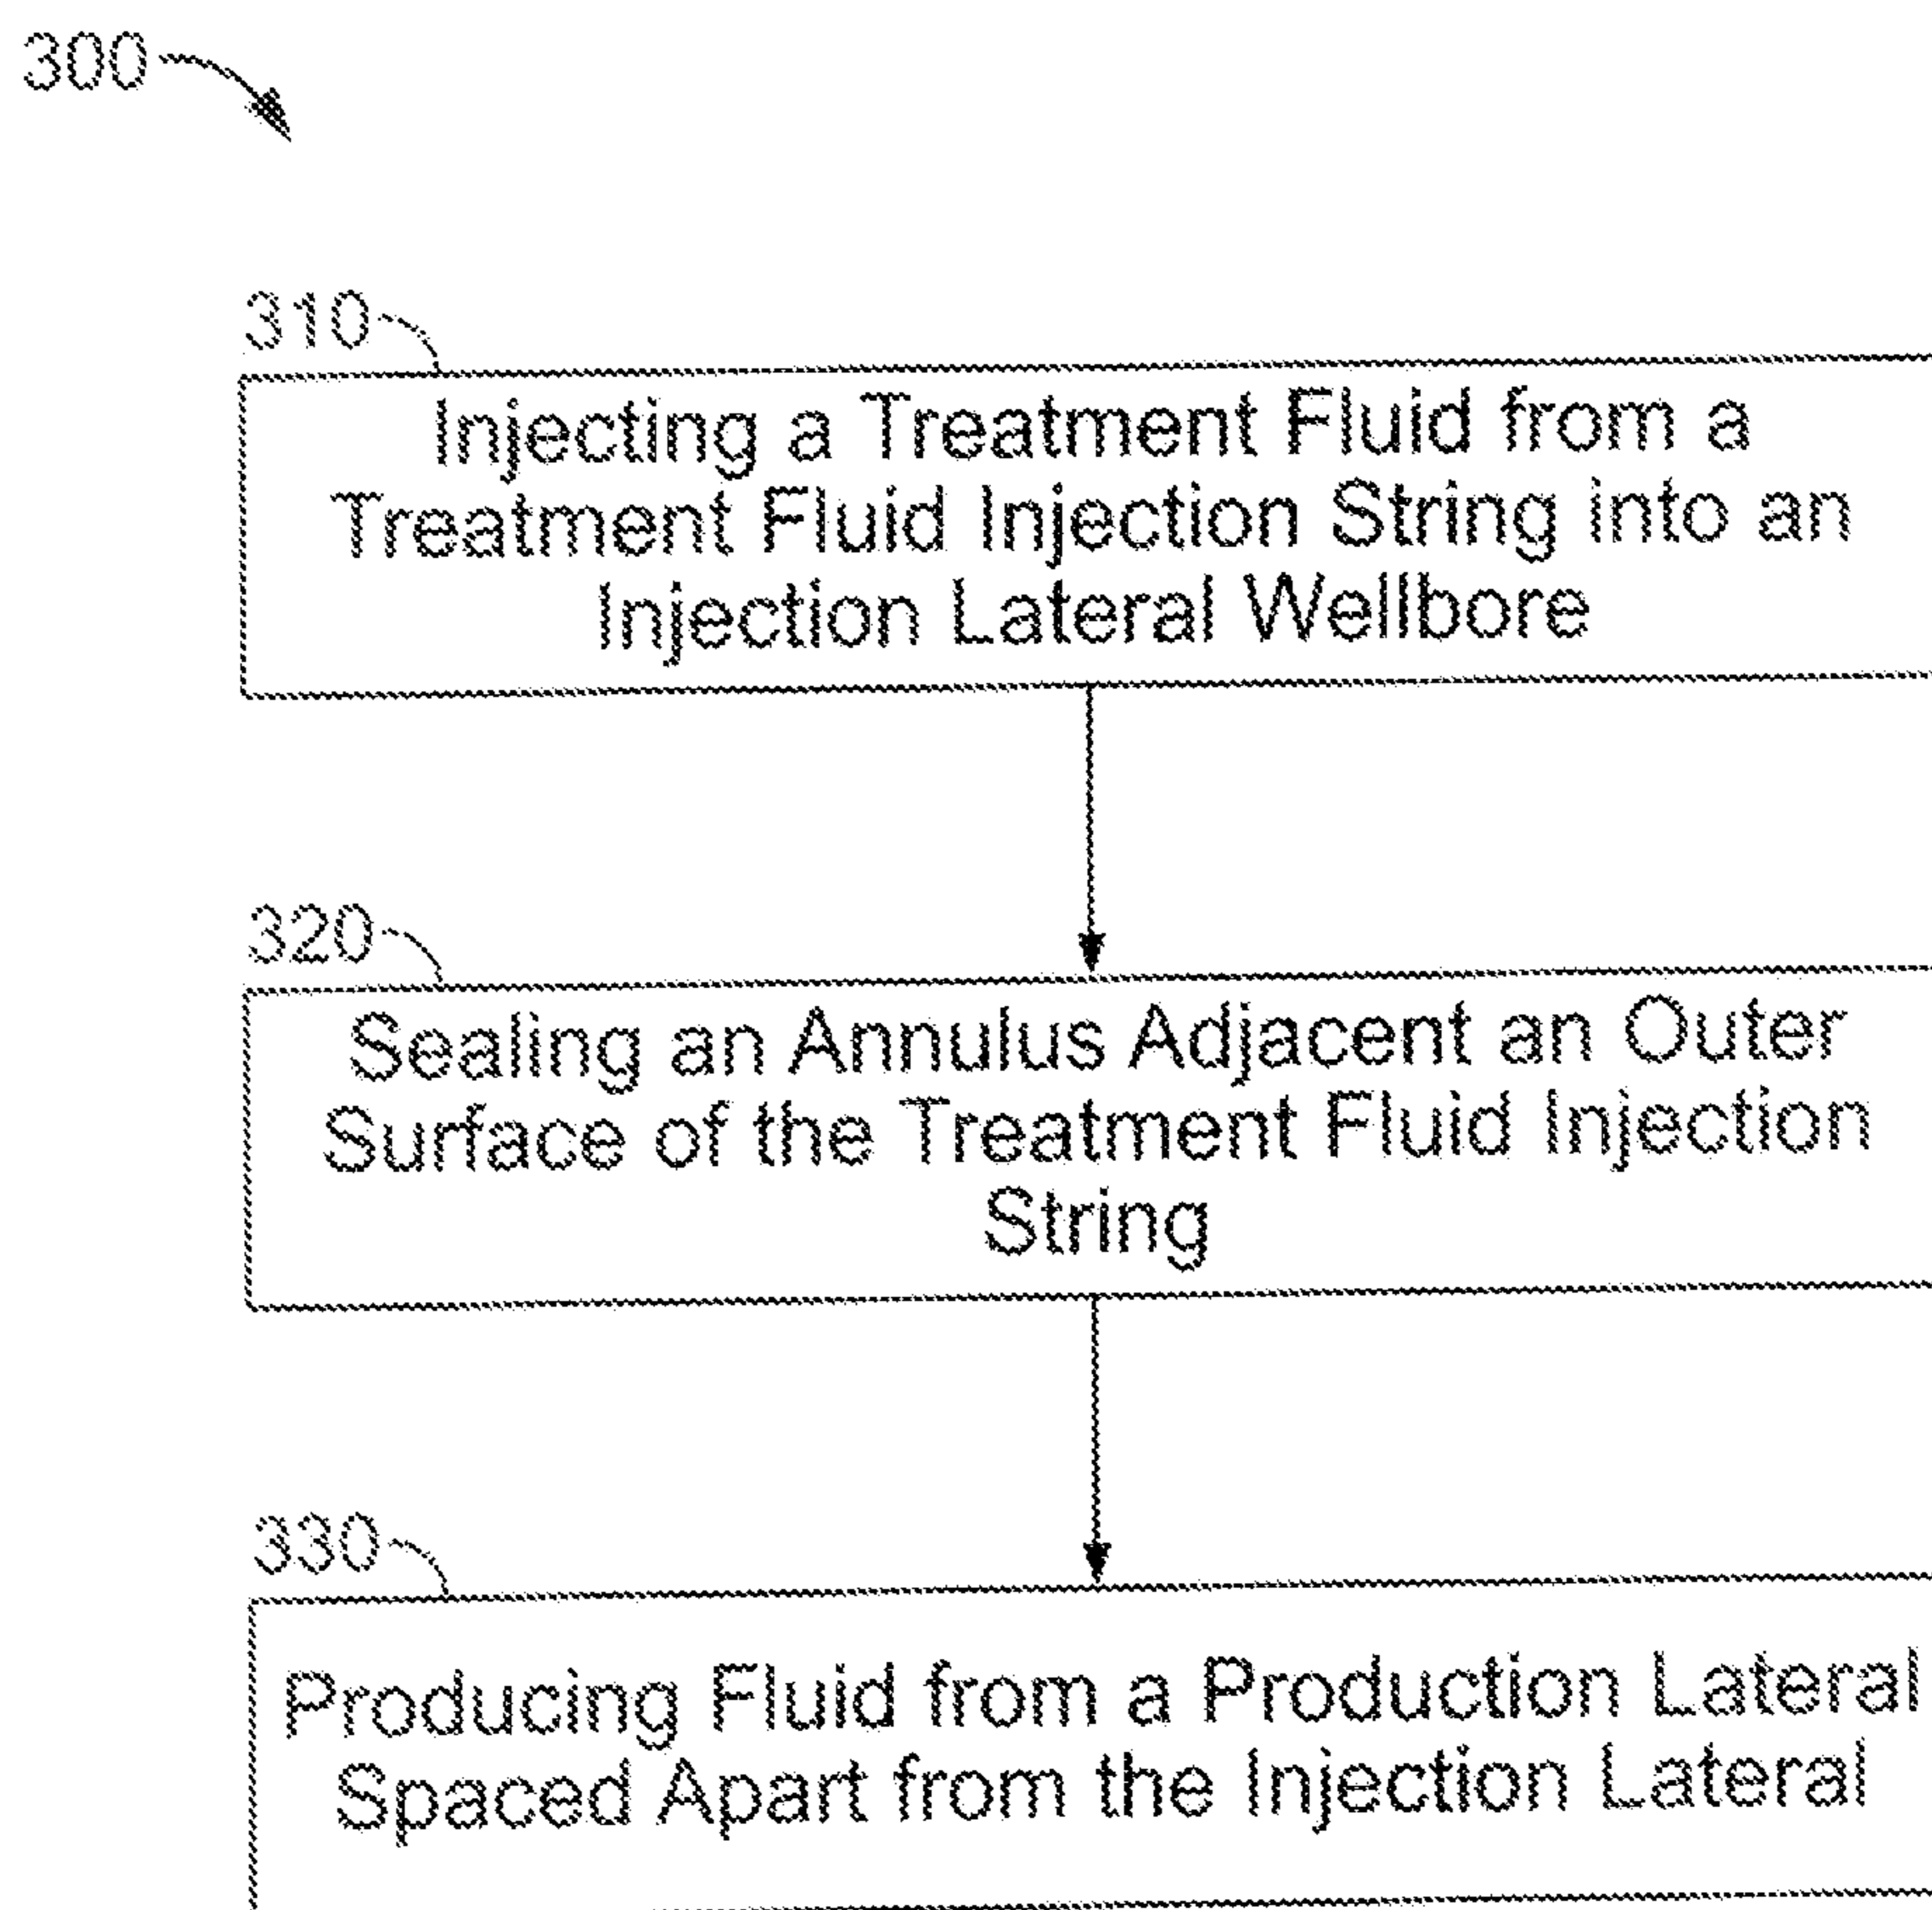 300
310
Injecting a Treatment Fluid from a
Treatment Fluid Injection String into an
Injection Lateral Wellbore
320
Sealing an Annulus Adjacent an Outer
Surface of the Treatment Fluid Injection
String
330
Producing Fluid from a Production Lateral
Spaced Apart from the Injection Lateral